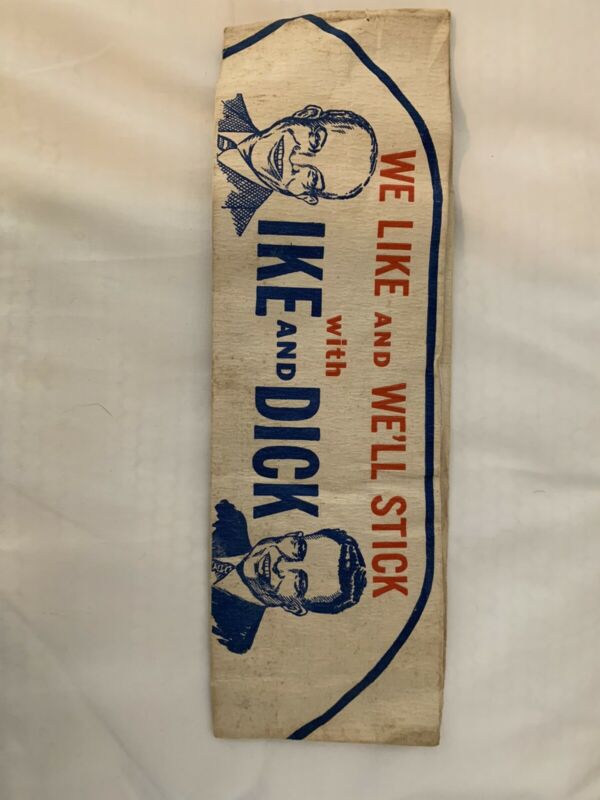 WE LIKE AND WE'LL STICK
with
IKE AND DICK